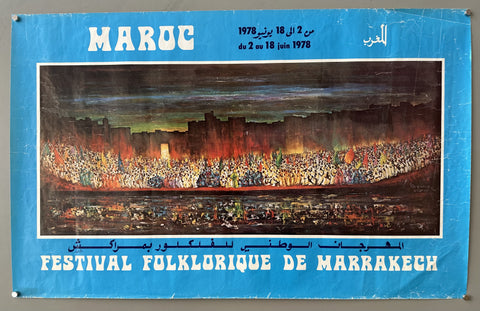 MAROC
من 2 الى 18 يونيو 1978
du 2 au 18 juin 1978
المغرب
المهرجان الوطني للفلكلور بمراكش
FESTIVAL FOLKLORIQUE DE MARRAKECH